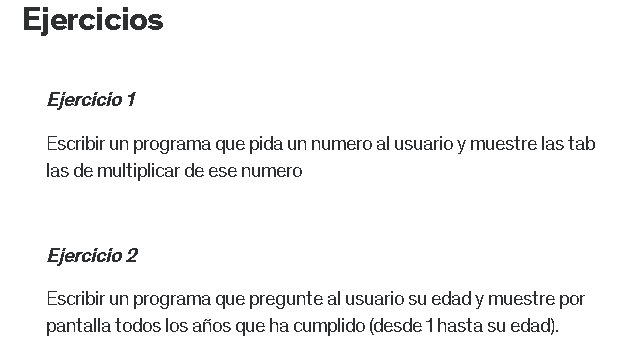 Ejercicios
Ejercicio 1
Escribir un programa que pida un numero al usuario y muestre las tab
las de multiplicar de ese numero
Ejercicio 2
Escribir un programa que pregunte al usuario su edad y muestre por
pantalla todos los años que ha cumplido (desde 1 hasta su edad).